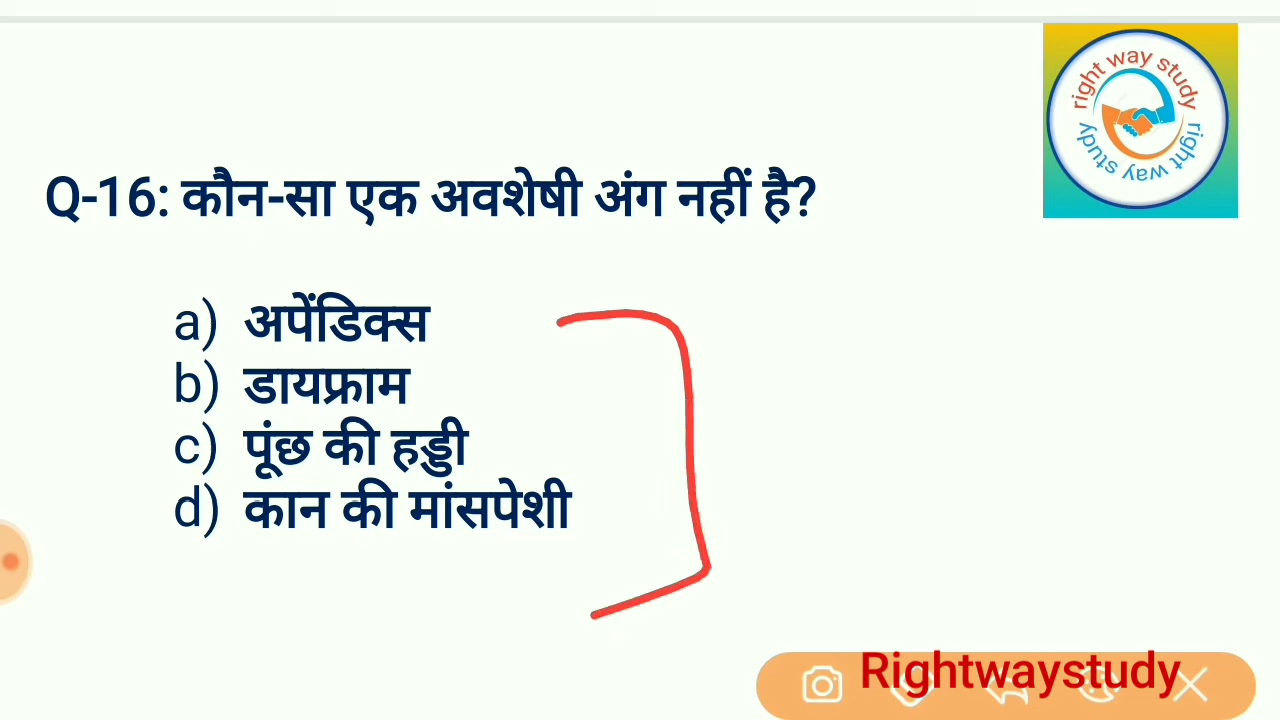 right way study
right way study
Q-16: कौन-सा एक अवशेषी अंग नहीं है?
a) अपेंडिक्स
b) डायफ्राम
c) पूंछ की हड्डी
d) कान की मांसपेशी
Rightwaystudy